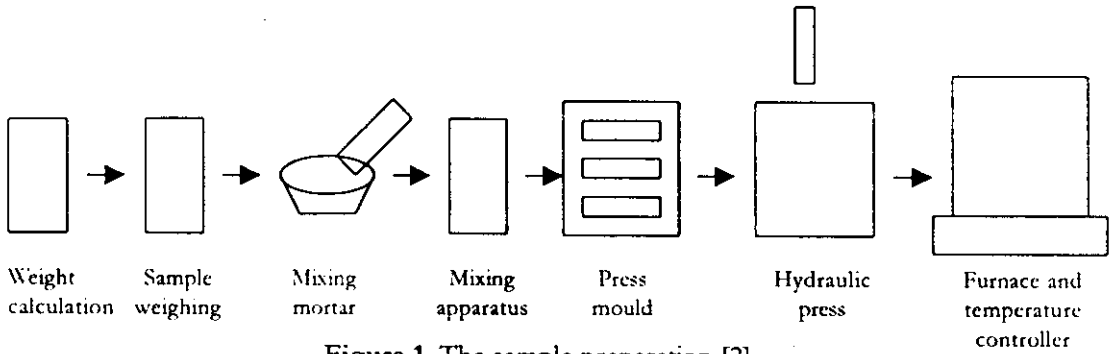 Weight calculation
Sample weighing
Mixing mortar
Mixing apparatus
Press mould
Hydraulic press
Furnace and temperature controller
Figure 1. The sample preparation [2]